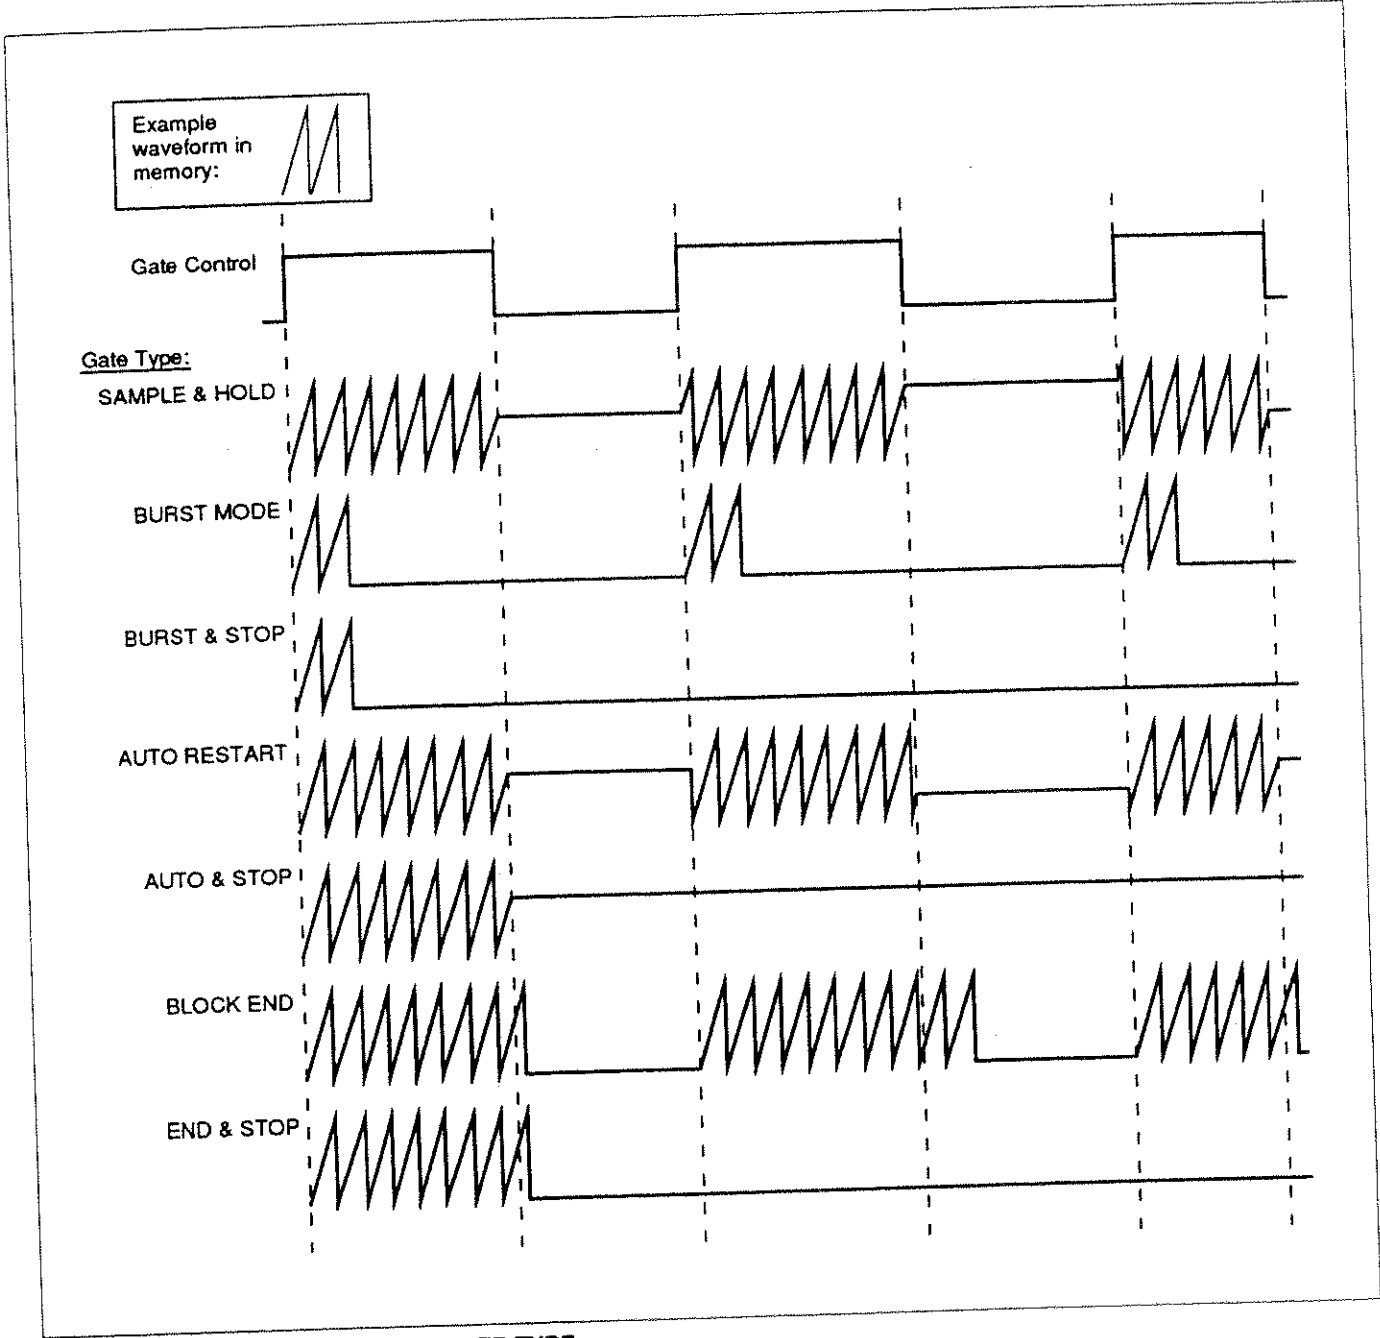 Example
waveform in
memory:
Gate Control
Gate Type:
SAMPLE & HOLD
BURST MODE
BURST & STOP
AUTO RESTART
AUTO & STOP
BLOCK END
END & STOP